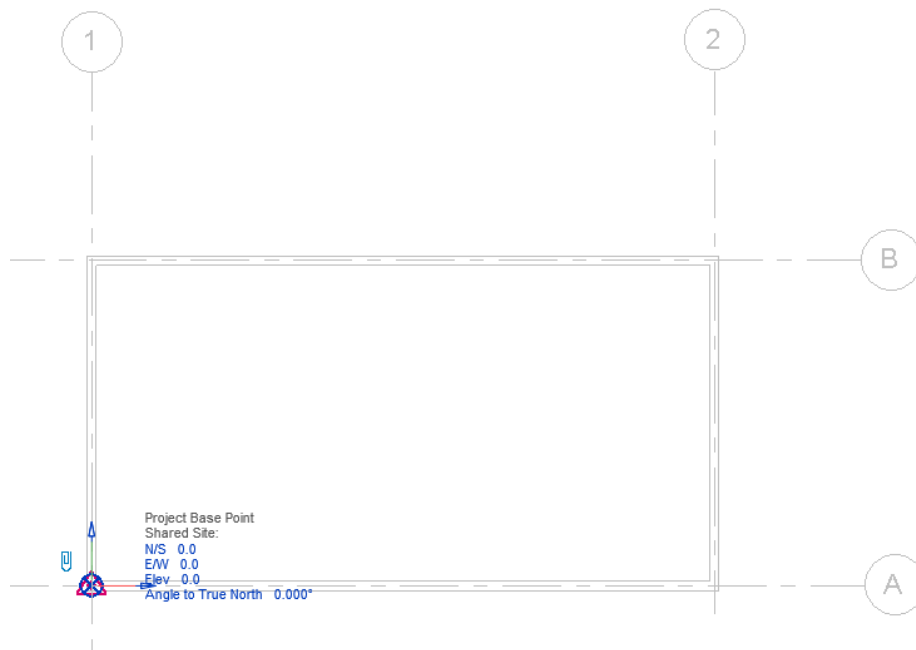 1
2
B
Project Base Point
Shared Site:
N/S 0.0
E/W 0.0
Elev 0.0
Angle to True North 0.000°
A